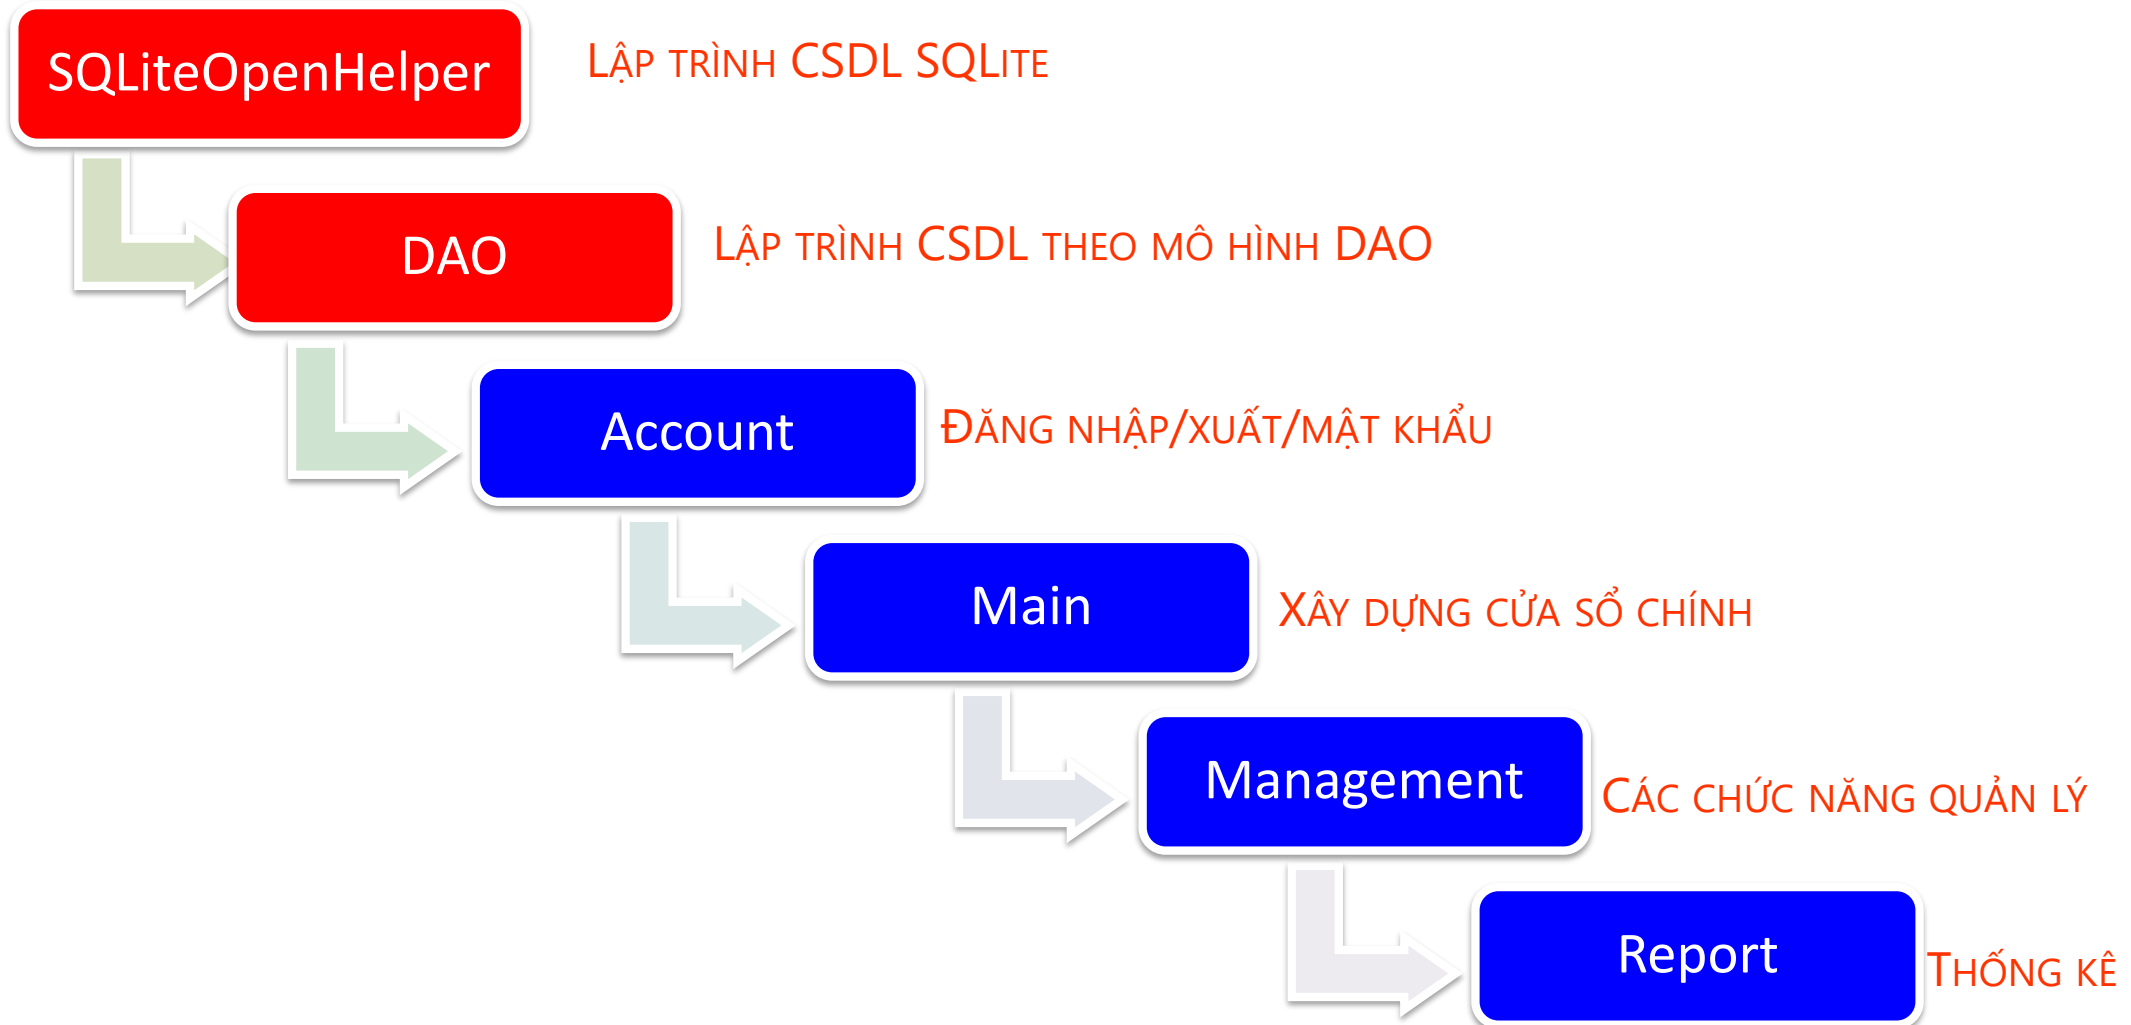 SQLiteOpenHelper
Lập trình CSDL SQLite
DAO
Lập trình CSDL theo mô hình DAO
Account
Đăng nhập/xuất/mật khẩu
Main
Xây dựng cửa sổ chính
Management
Các chức năng quản lý
Report
Thống kê